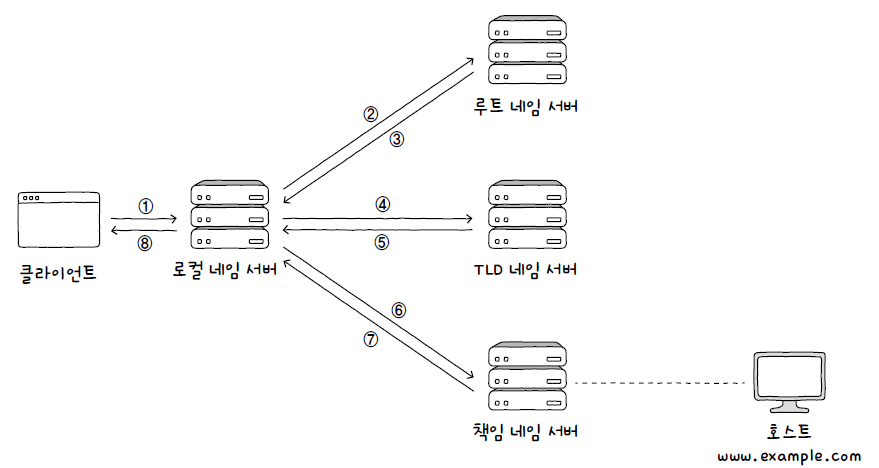 루트 네임 서버
②
③
①
⑧
④
⑤
클라이언트
로컬 네임 서버
TLD 네임 서버
⑥
⑦
책임 네임 서버
호스트
www.example.com